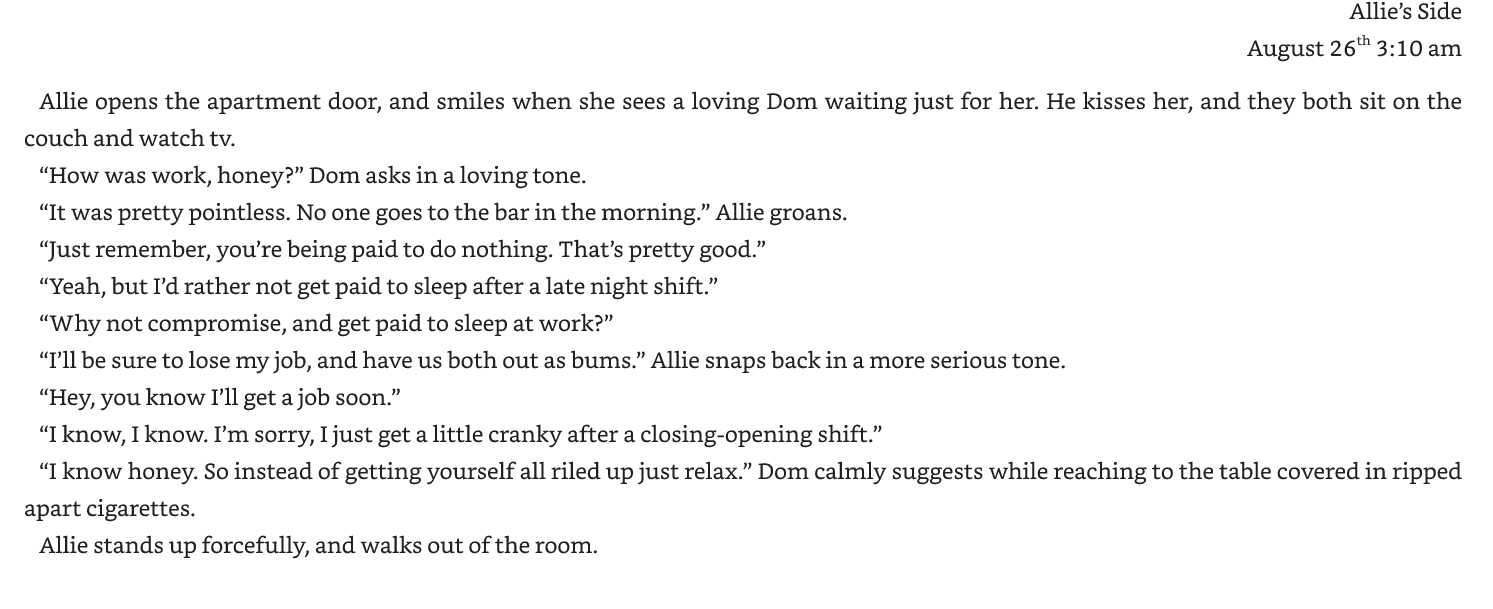 Allie’s Side
August 26th 3:10 am
Allie opens the apartment door, and smiles when she sees a loving Dom waiting just for her. He kisses her, and they both sit on the
couch and watch tv.
“How was work, honey?” Dom asks in a loving tone.
“It was pretty pointless. No one goes to the bar in the morning.” Allie groans.
“Just remember, you’re being paid to do nothing. That’s pretty good.”
“Yeah, but I’d rather not get paid to sleep after a late night shift.”
“Why not compromise, and get paid to sleep at work?”
“I’ll be sure to lose my job, and have us both out as bums.” Allie snaps back in a more serious tone.
“Hey, you know I’ll get a job soon.”
“I know, I know. I’m sorry, I just get a little cranky after a closing-opening shift.”
“I know honey. So instead of getting yourself all riled up just relax.” Dom calmly suggests while reaching to the table covered in ripped
apart cigarettes.
Allie stands up forcefully, and walks out of the room.